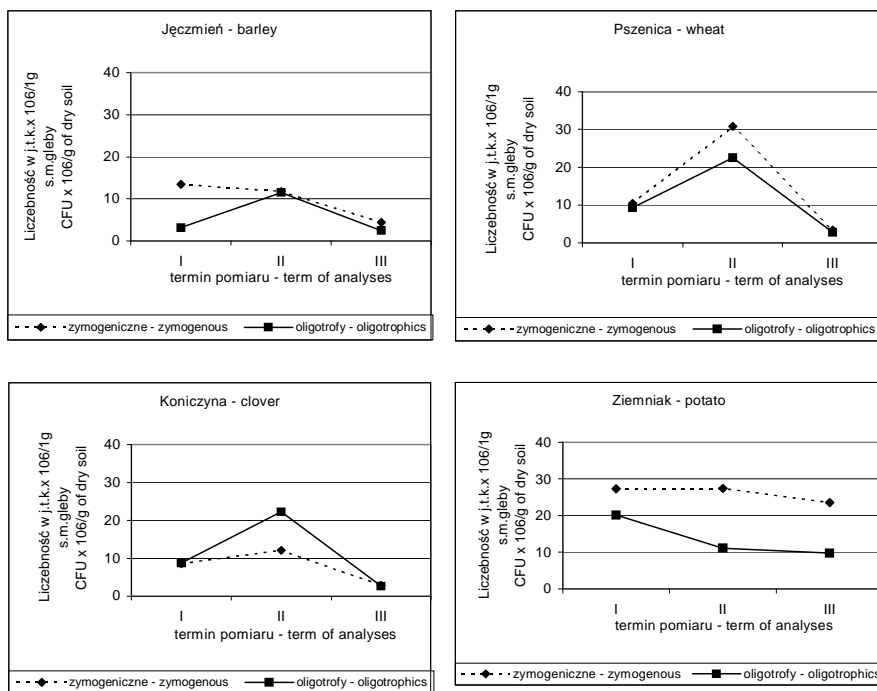 Jęczmień - barley
Liczebność w j.t.k.x 106/1g
s.m.gleby
CFU x 106/g of dry soil
40
30
20
10
0
I II III
termin pomiaru - term of analyses
zymogeniczne - zymogenous oligotrofy - oligotrophics
Pszenica - wheat
Liczebność w j.t.k.x 106/1g
s.m.gleby
CFU x 106/g of dry soil
40
30
20
10
0
I II III
termin pomiaru - term of analyses
zymogeniczne - zymogenous oligotrofy - oligotrophics
Koniczyna - clover
Liczebność w j.t.k.x 106/1g
s.m.gleby
CFU x 106/g of dry soil
40
30
20
10
0
I II III
termin pomiaru - term of analyses
zymogeniczne - zymogenous oligotrofy - oligotrophics
Ziemniak - potato
Liczebność w j.t.k.x 106/1g
s.m.gleby
CFU x 106/g of dry soil
40
30
20
10
0
I II III
termin pomiaru - term of analyses
zymogeniczne - zymogenous oligotrofy - oligotrophics